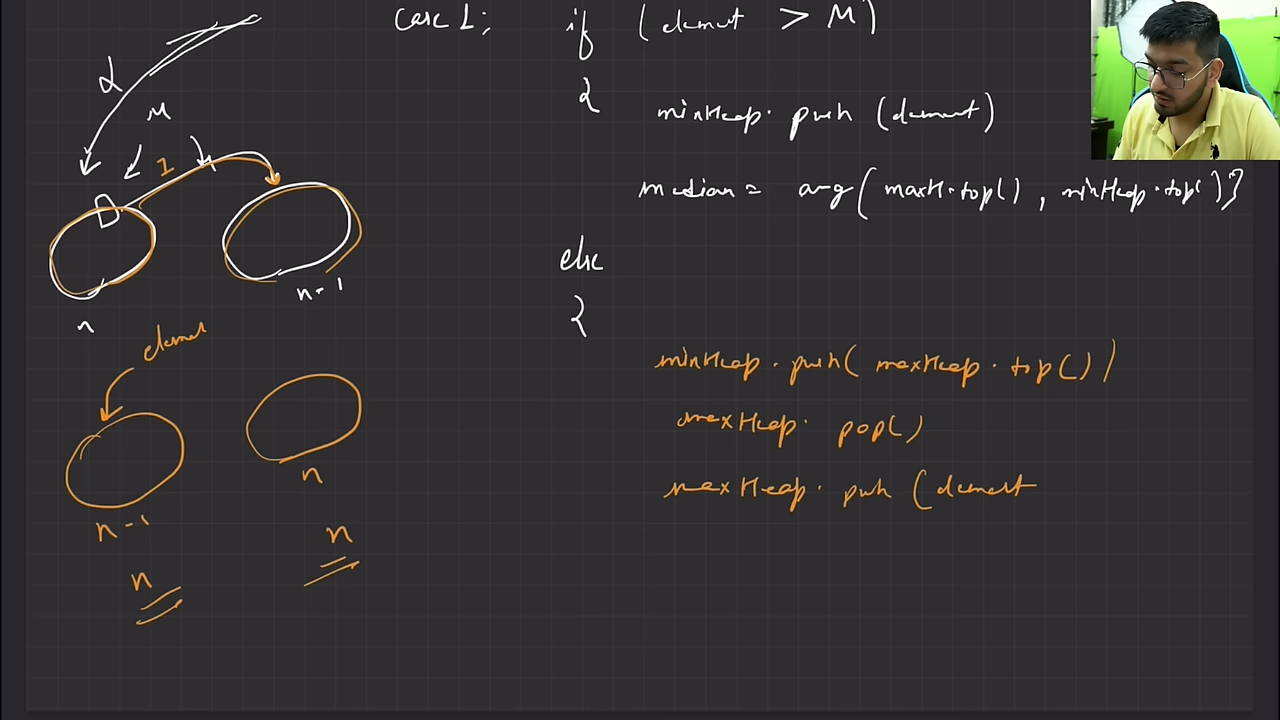 Case 1; if (element > M)
{
minHeap. push (element)
median = avg ( maxH.top() , minHeap.top( ) }
else
{
minHeap. push( maxHeap. top() )
maxHeap. pop()
maxHeap. push (element
M
1
n
n-1
element
n-1
n
n
n